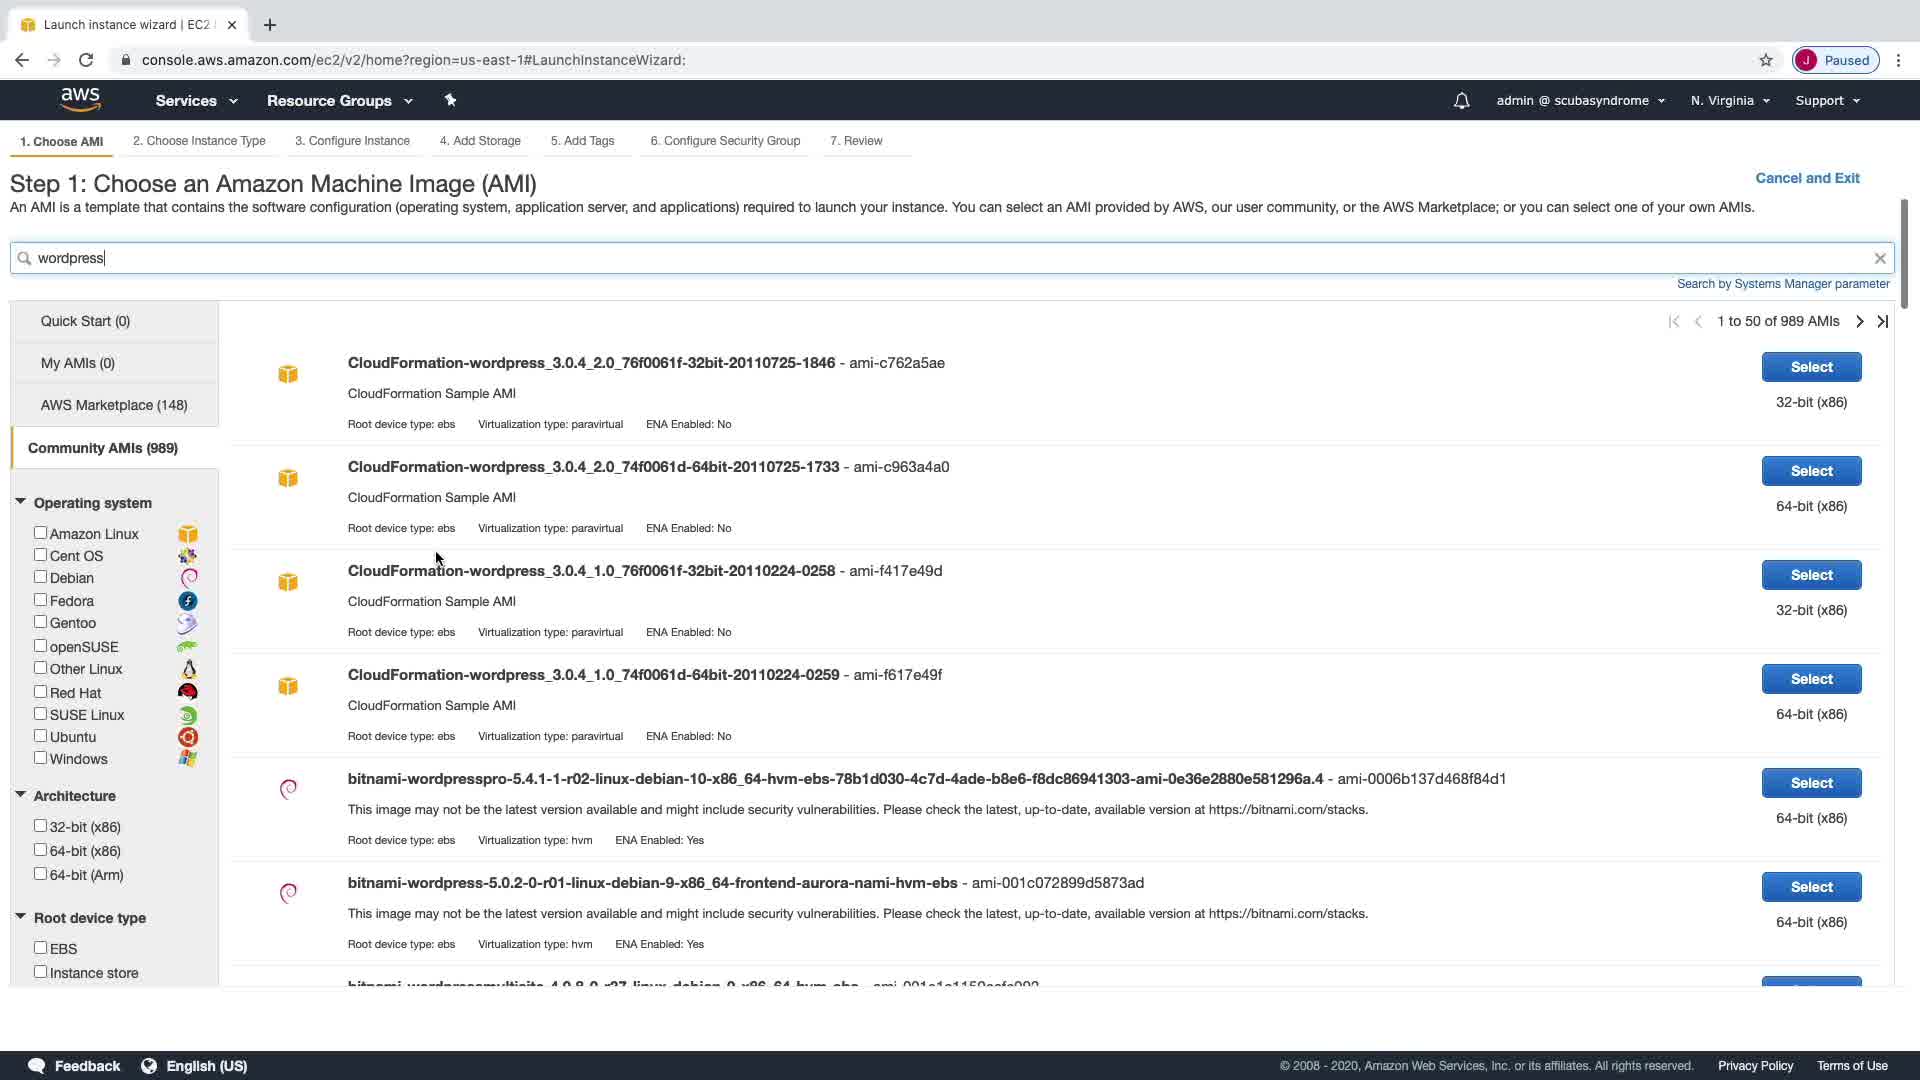 Launch instance wizard | EC2
console.aws.amazon.com/ec2/v2/home?region=us-east-1#LaunchInstanceWizard:
J Paused
aws Services Resource Groups admin @ scubasyndrome N. Virginia Support
1. Choose AMI 2. Choose Instance Type 3. Configure Instance 4. Add Storage 5. Add Tags 6. Configure Security Group 7. Review
Step 1: Choose an Amazon Machine Image (AMI)
Cancel and Exit
An AMI is a template that contains the software configuration (operating system, application server, and applications) required to launch your instance. You can select an AMI provided by AWS, our user community, or the AWS Marketplace; or you can select one of your own AMIs.
wordpress
Search by Systems Manager parameter
Quick Start (0)
My AMIs (0)
AWS Marketplace (148)
Community AMIs (989)
Operating system
Amazon Linux
Cent OS
Debian
Fedora
Gentoo
openSUSE
Other Linux
Red Hat
SUSE Linux
Ubuntu
Windows
Architecture
32-bit (x86)
64-bit (x86)
64-bit (Arm)
Root device type
EBS
Instance store
1 to 50 of 989 AMIs
CloudFormation-wordpress_3.0.4_2.0_76f0061f-32bit-20110725-1846 - ami-c762a5ae
Select
CloudFormation Sample AMI
32-bit (x86)
Root device type: ebs Virtualization type: paravirtual ENA Enabled: No
CloudFormation-wordpress_3.0.4_2.0_74f0061d-64bit-20110725-1733 - ami-c963a4a0
Select
CloudFormation Sample AMI
64-bit (x86)
Root device type: ebs Virtualization type: paravirtual ENA Enabled: No
CloudFormation-wordpress_3.0.4_1.0_76f0061f-32bit-20110224-0258 - ami-f417e49d
Select
CloudFormation Sample AMI
32-bit (x86)
Root device type: ebs Virtualization type: paravirtual ENA Enabled: No
CloudFormation-wordpress_3.0.4_1.0_74f0061d-64bit-20110224-0259 - ami-f617e49f
Select
CloudFormation Sample AMI
64-bit (x86)
Root device type: ebs Virtualization type: paravirtual ENA Enabled: No
bitnami-wordpresspro-5.4.1-1-r02-linux-debian-10-x86_64-hvm-ebs-78b1d030-4c7d-4ade-b8e6-f8dc86941303-ami-0e36e2880e581296a.4 - ami-0006b137d468f84d1
Select
This image may not be the latest version available and might include security vulnerabilities. Please check the latest, up-to-date, available version at https://bitnami.com/stacks.
64-bit (x86)
Root device type: ebs Virtualization type: hvm ENA Enabled: Yes
bitnami-wordpress-5.0.2-0-r01-linux-debian-9-x86_64-frontend-aurora-nami-hvm-ebs - ami-001c072899d5873ad
Select
This image may not be the latest version available and might include security vulnerabilities. Please check the latest, up-to-date, available version at https://bitnami.com/stacks.
64-bit (x86)
Root device type: ebs Virtualization type: hvm ENA Enabled: Yes
Feedback English (US) © 2008 - 2020, Amazon Web Services, Inc. or its affiliates. All rights reserved. Privacy Policy Terms of Use